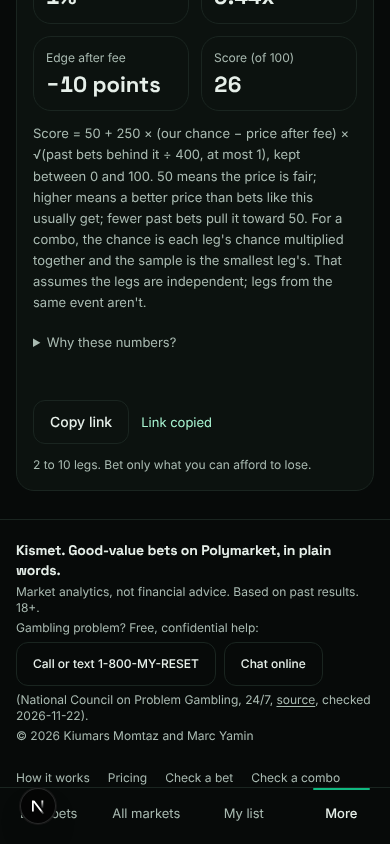 Edge after fee
−10 points
Score (of 100)
26
Score = 50 + 250 × (our chance − price after fee) ×
√(past bets behind it ÷ 400, at most 1), kept
between 0 and 100. 50 means the price is fair;
higher means a better price than bets like this
usually get; fewer past bets pull it toward 50. For a
combo, the chance is each leg's chance multiplied
together and the sample is the smallest leg's. That
assumes the legs are independent; legs from the
same event aren't.
▶ Why these numbers?
Copy link
Link copied
2 to 10 legs. Bet only what you can afford to lose.
Kismet. Good-value bets on Polymarket, in plain
words.
Market analytics, not financial advice. Based on past results.
18+.
Gambling problem? Free, confidential help:
Call or text 1-800-MY-RESET
Chat online
(National Council on Problem Gambling, 24/7, source, checked
2026-11-22).
© 2026 Kiumars Momtaz and Marc Yamin
How it works Pricing Check a bet Check a combo
N
bets All markets My list More